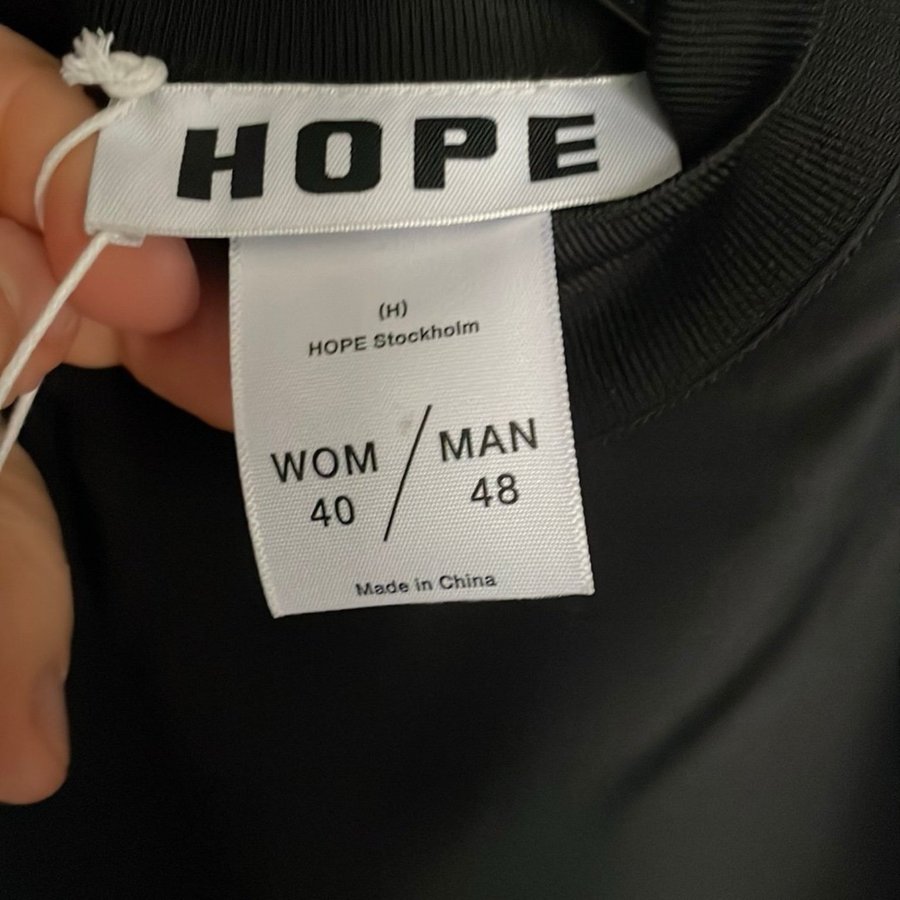 HOPE
(H)
HOPE Stockholm
WOM / MAN
40 48
Made in China